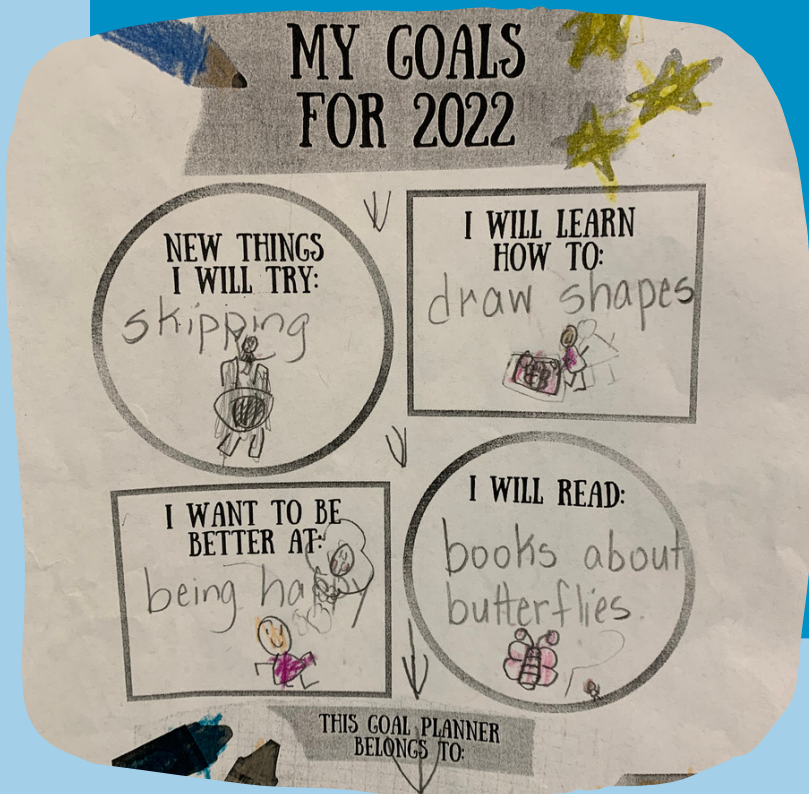 MY GOALS
FOR 2022
NEW THINGS
I WILL TRY:
skipping
I WILL LEARN
HOW TO:
draw shapes
I WANT TO BE
BETTER AT:
being
I WILL READ:
books about
butterflies.
THIS GOAL PLANNER
BELONGS TO: